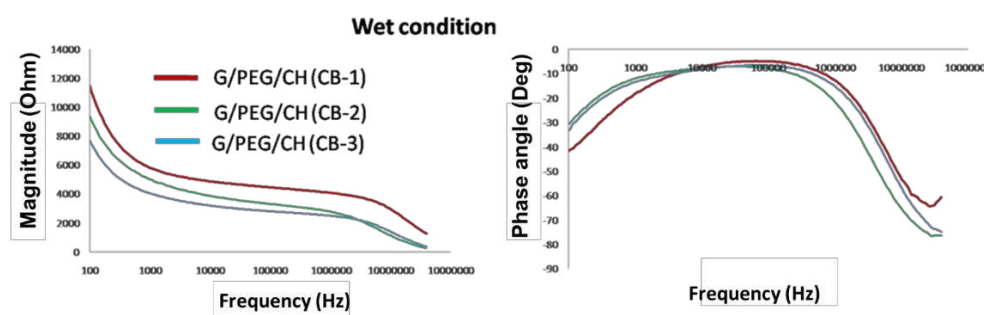 Wet condition
Magnitude (Ohm)
14000
12000
10000
8000
6000
4000
2000
0
G/PEG/CH (CB-1)
G/PEG/CH (CB-2)
G/PEG/CH (CB-3)
100 1000 10000 100000 1000000 10000000 100000000
Frequency (Hz)
Phase angle (Deg)
0
-10
-20
-30
-40
-50
-60
-70
-80
-90
100 1000 10000 100000 1000000 10000000 1000000
Frequency (Hz)